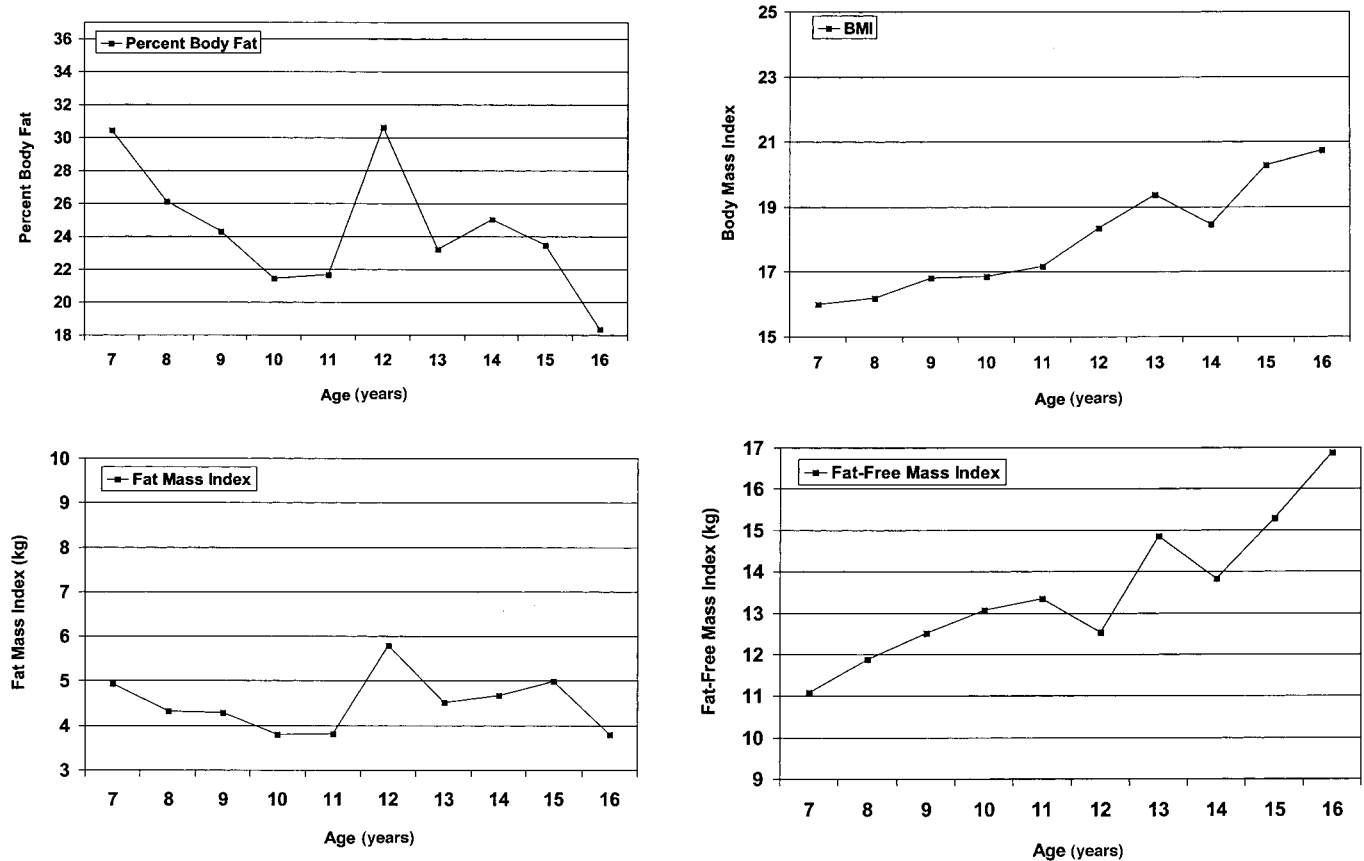 Percent Body Fat
Percent Body Fat
36
34
32
30
28
26
24
22
20
18
7 8 9 10 11 12 13 14 15 16
Age (years)
BMI
Body Mass Index
25
23
21
19
17
15
7 8 9 10 11 12 13 14 15 16
Age (years)
Fat Mass Index
Fat Mass Index (kg)
10
9
8
7
6
5
4
3
7 8 9 10 11 12 13 14 15 16
Age (years)
Fat-Free Mass Index
Fat-Free Mass Index (kg)
17
16
15
14
13
12
11
10
9
7 8 9 10 11 12 13 14 15 16
Age (years)